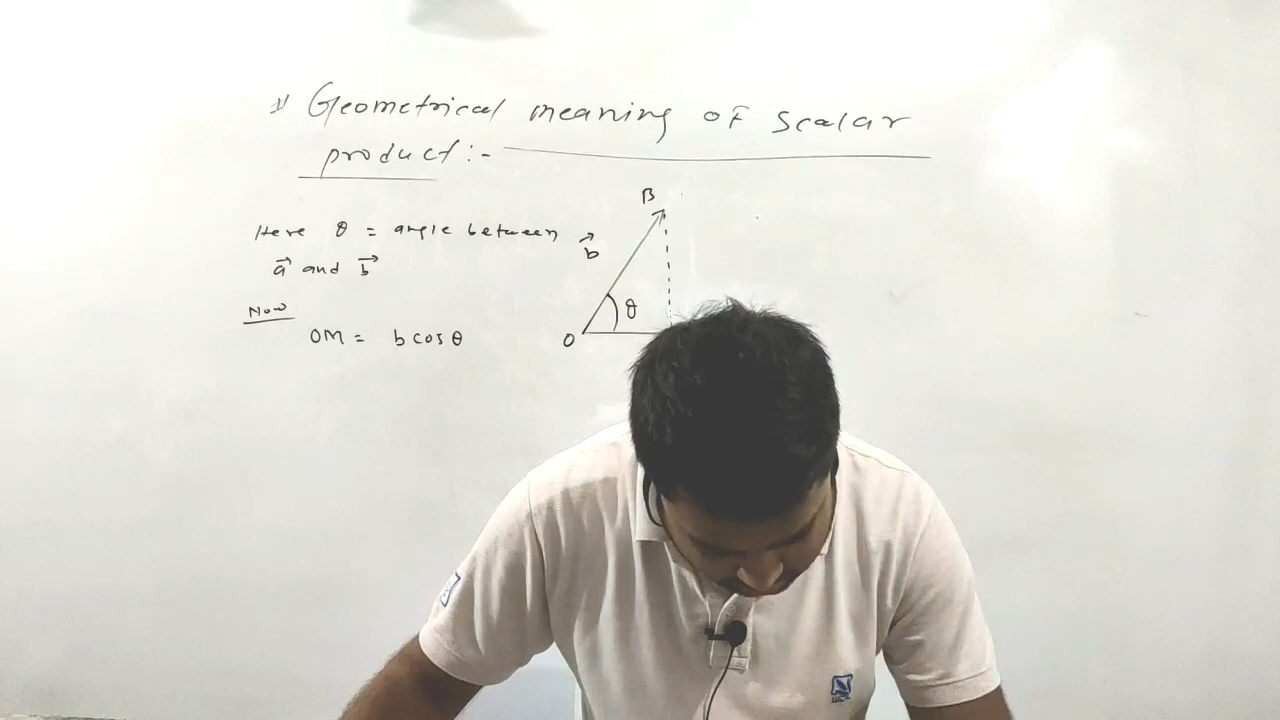 # Geometrical meaning of scalar
product :-
Here θ = angle between
a⃗ and b⃗
Now
OM = b cos θ
B
b⃗
θ
O